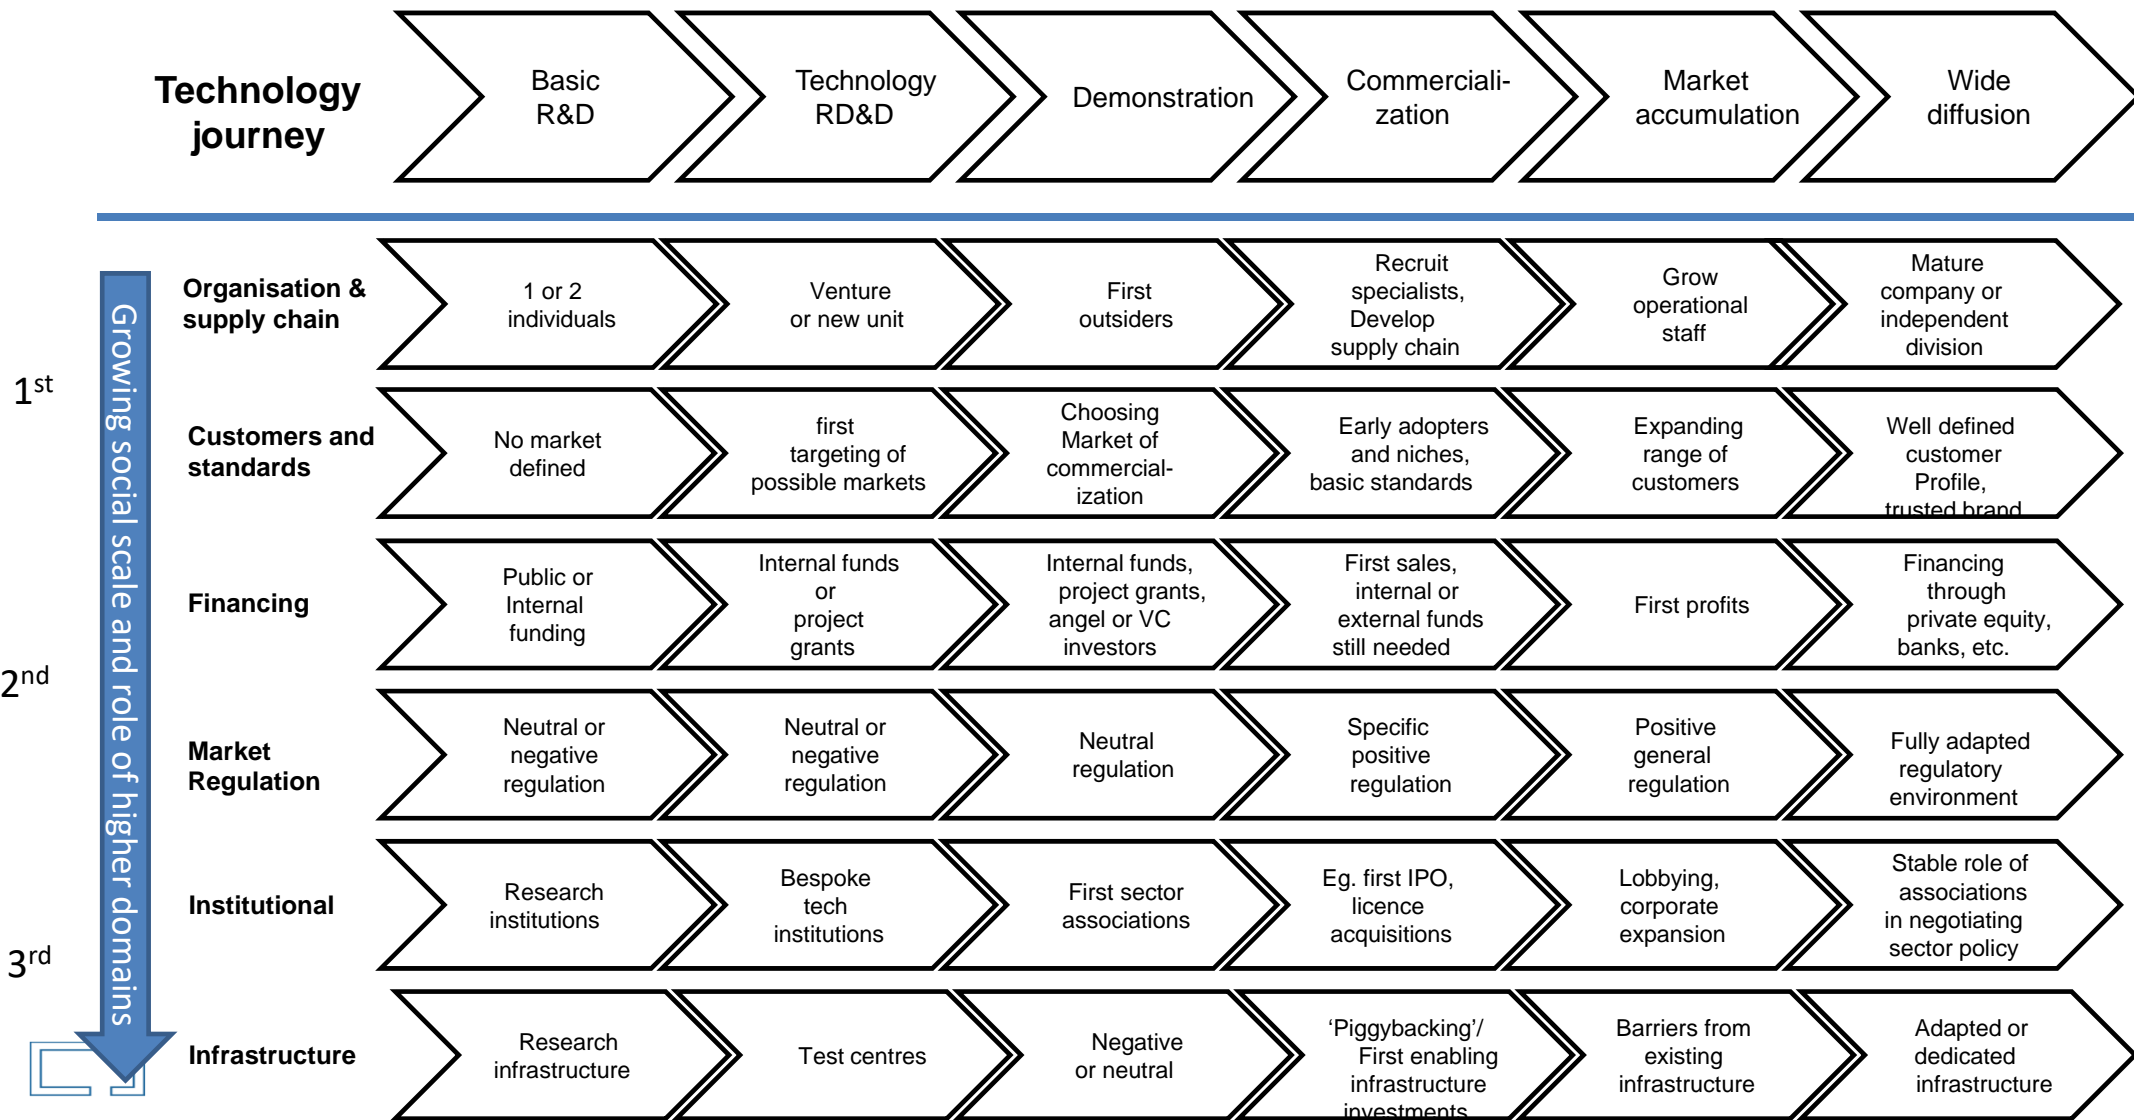 Technology
journey
Basic
R&D
Technology
RD&D
Demonstration
Commerciali-
zation
Market
accumulation
Wide
diffusion
Growing social scale and role of higher domains
1st
2nd
3rd
Organisation &
supply chain
1 or 2
individuals
Venture
or new unit
First
outsiders
Recruit
specialists,
Develop
supply chain
Grow
operational
staff
Mature
company or
independent
division
Customers and
standards
No market
defined
first
targeting of
possible markets
Choosing
Market of
commercial-
ization
Early adopters
and niches,
basic standards
Expanding
range of
customers
Well defined
customer
Profile,
trusted brand
Financing
Public or
Internal
funding
Internal funds
or
project
grants
Internal funds,
project grants,
angel or VC
investors
First sales,
internal or
external funds
still needed
First profits
Financing
through
private equity,
banks, etc.
Market
Regulation
Neutral or
negative
regulation
Neutral or
negative
regulation
Neutral
regulation
Specific
positive
regulation
Positive
general
regulation
Fully adapted
regulatory
environment
Institutional
Research
institutions
Bespoke
tech
institutions
First sector
associations
Eg. first IPO,
licence
acquisitions
Lobbying,
corporate
expansion
Stable role of
associations
in negotiating
sector policy
Infrastructure
Research
infrastructure
Test centres
Negative
or neutral
‘Piggybacking’/
First enabling
infrastructure
investments
Barriers from
existing
infrastructure
Adapted or
dedicated
infrastructure